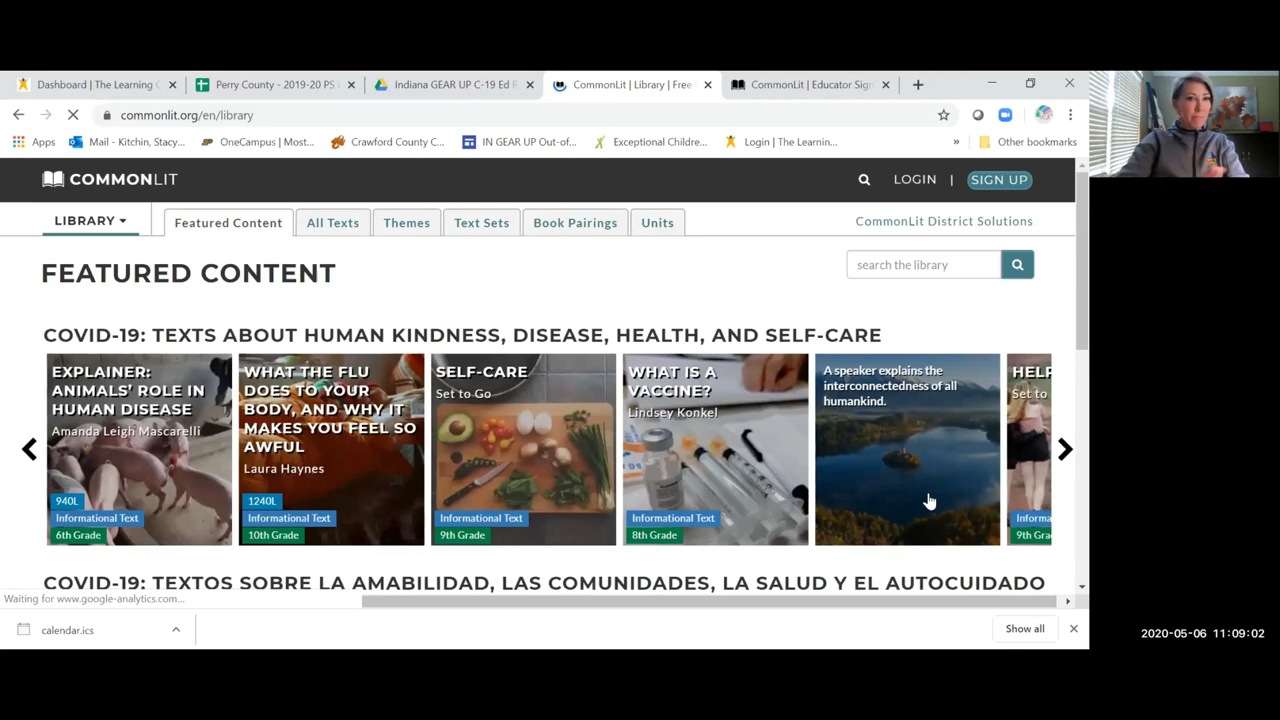 Dashboard | The Learning C
Perry County - 2019-20 PS
Indiana GEAR UP C-19 Ed R
CommonLit | Library | Free
CommonLit | Educator Sign
commonlit.org/en/library
Apps
Mail - Kitchin, Stacy...
OneCampus | Most...
Crawford County C...
IN GEAR UP Out-of...
Exceptional Childre...
Login | The Learnin...
»
Other bookmarks
COMMONLIT
LOGIN | SIGN UP
LIBRARY
Featured Content
All Texts
Themes
Text Sets
Book Pairings
Units
CommonLit District Solutions
FEATURED CONTENT
search the library
COVID-19: TEXTS ABOUT HUMAN KINDNESS, DISEASE, HEALTH, AND SELF-CARE
EXPLAINER:
ANIMALS' ROLE IN
HUMAN DISEASE
Amanda Leigh Mascarelli
940L
Informational Text
6th Grade
WHAT THE FLU
DOES TO YOUR
BODY, AND WHY IT
MAKES YOU FEEL SO
AWFUL
Laura Haynes
1240L
Informational Text
10th Grade
SELF-CARE
Set to Go
Informational Text
9th Grade
WHAT IS A
VACCINE?
Lindsey Konkel
Informational Text
8th Grade
A speaker explains the
interconnectedness of all
humankind.
HELP
Set to
Informa
9th Gra
COVID-19: TEXTOS SOBRE LA AMABILIDAD, LAS COMUNIDADES, LA SALUD Y EL AUTOCUIDADO
Waiting for www.google-analytics.com...
calendar.ics
Show all
2020-05-06 11:09:02